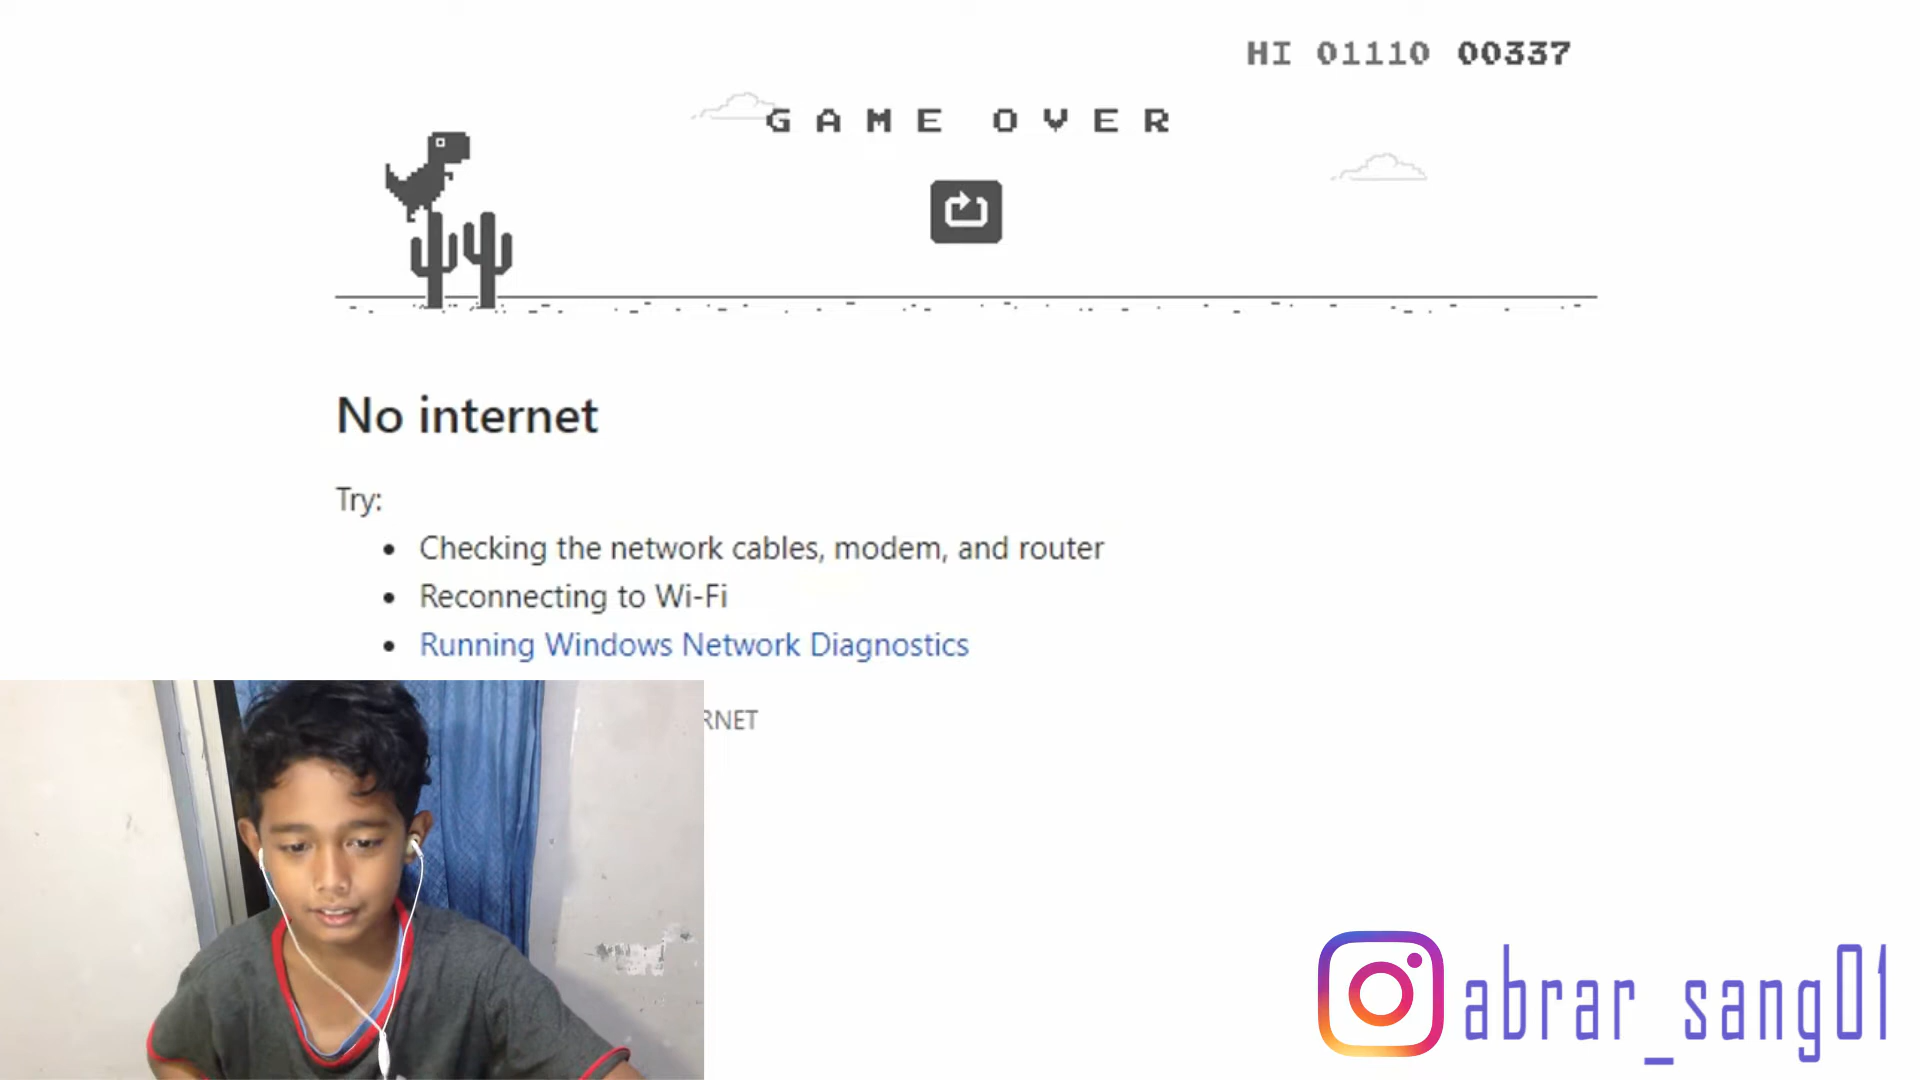 HI 01110 00337
GAME OVER
No internet
Try:
Checking the network cables, modem, and router
Reconnecting to Wi-Fi
Running Windows Network Diagnostics
RNET
abrar_sang01